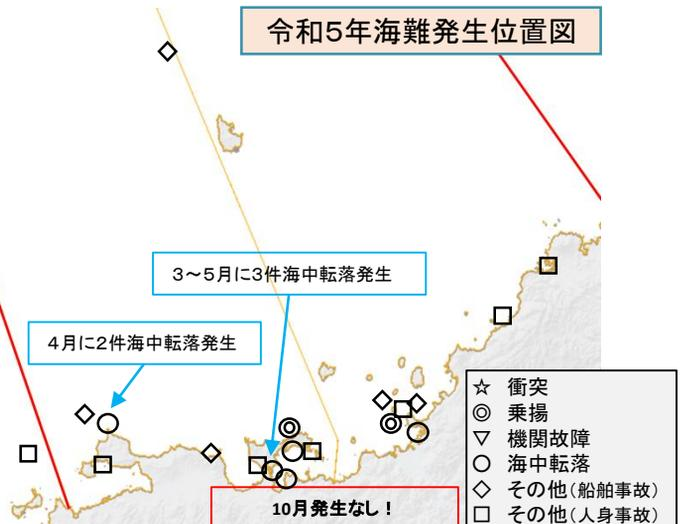 令和５年海難発生位置図
３～５月に３件海中転落発生
４月に２件海中転落発生
☆ 衝突
◎ 乗揚
▽ 機関故障
○ 海中転落
◇ その他（船舶事故）
□ その他（人身事故）
10月発生なし！